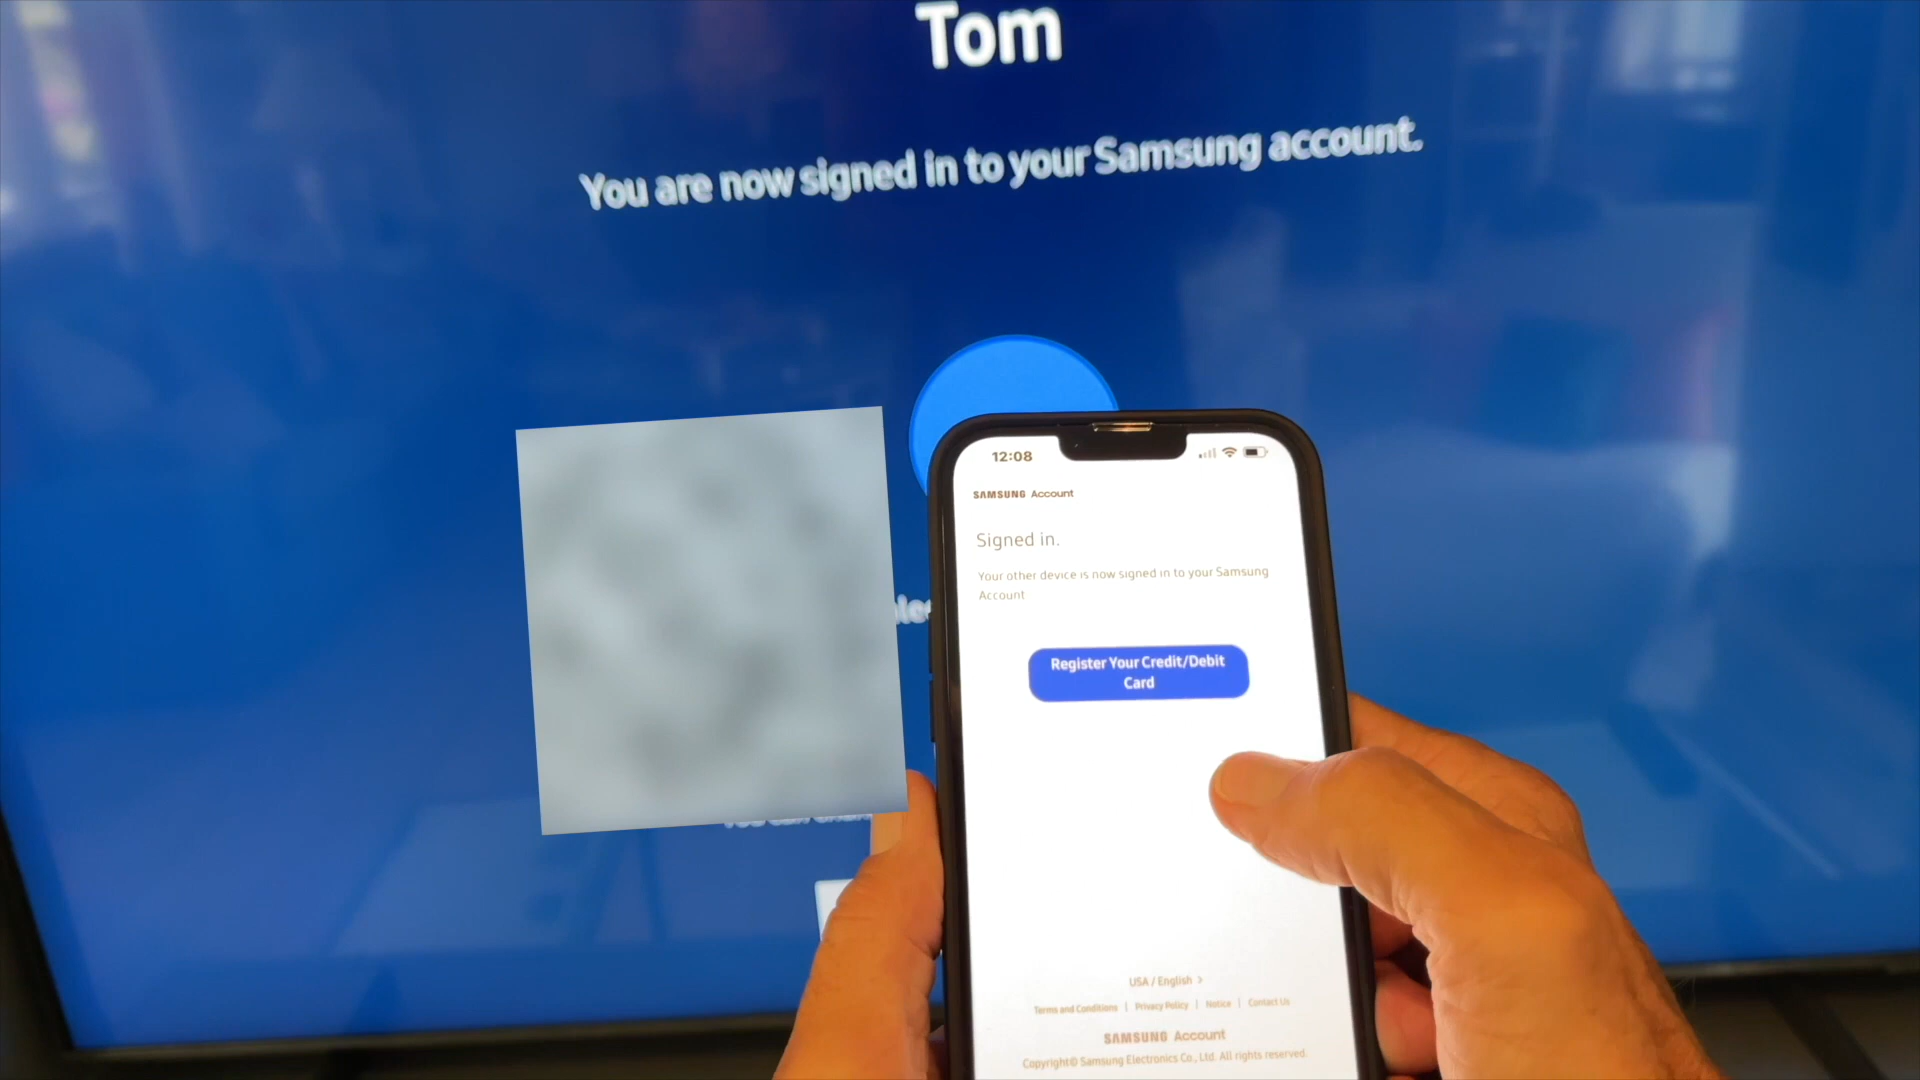 Tom
You are now signed in to your Samsung account.
12:08
SAMSUNG Account
Signed in.
Your other device is now signed in to your Samsung
Account
Register Your Credit/Debit
Card
USA / English >
Terms and Conditions | Privacy Policy | Notice | Contact Us
SAMSUNG Account
Copyright© Samsung Electronics Co., Ltd. All rights reserved.